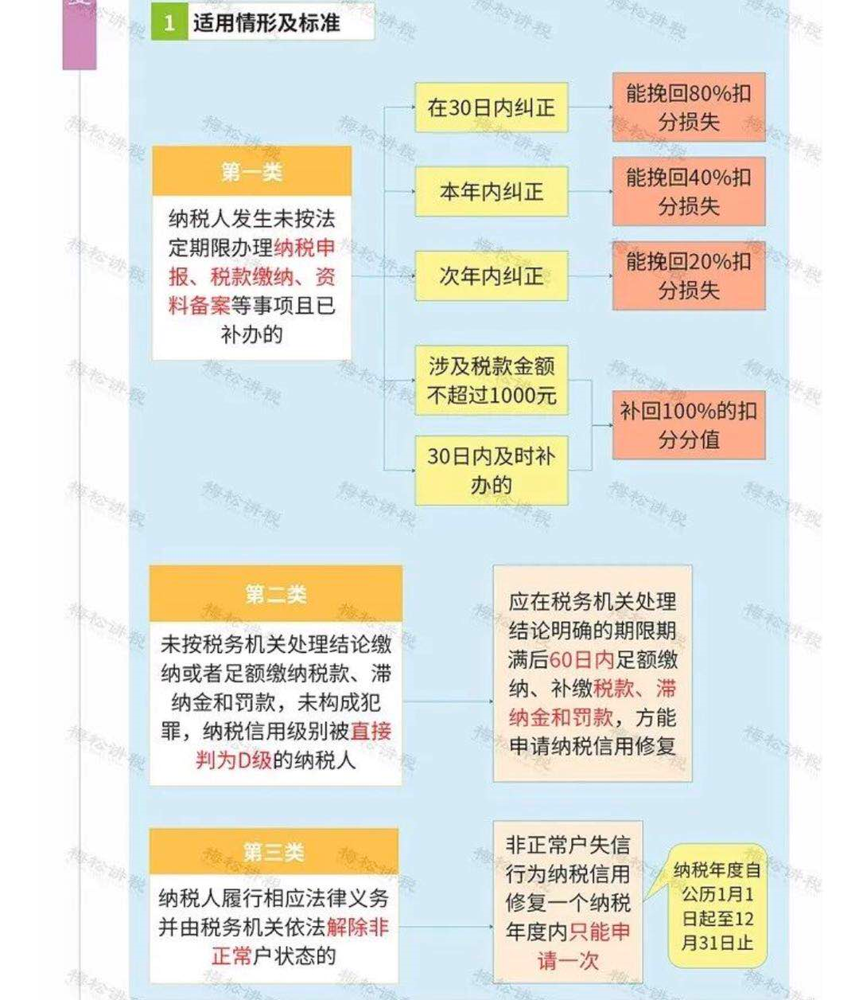 1 适用情形及标准
第一类
纳税人发生未按法
定期限办理纳税申
报、税款缴纳、资
料备案等事项且已
补办的
在30日内纠正
能挽回80%扣
分损失
本年内纠正
能挽回40%扣
分损失
次年内纠正
能挽回20%扣
分损失
涉及税款金额
不超过1000元
30日内及时补
办的
补回100%的扣
分分值
第二类
未按税务机关处理结论缴
纳或者足额缴纳税款、滞
纳金和罚款，未构成犯
罪，纳税信用级别被直接
判为D级的纳税人
应在税务机关处理
结论明确的期限期
满后60日内足额缴
纳、补缴税款、滞
纳金和罚款，方能
申请纳税信用修复
第三类
纳税人履行相应法律义务
并由税务机关依法解除非
正常户状态的
非正常户失信
行为纳税信用
修复一个纳税
年度内只能申
请一次
纳税年度自
公历1月1
日起至12
月31日止
梅松讲税